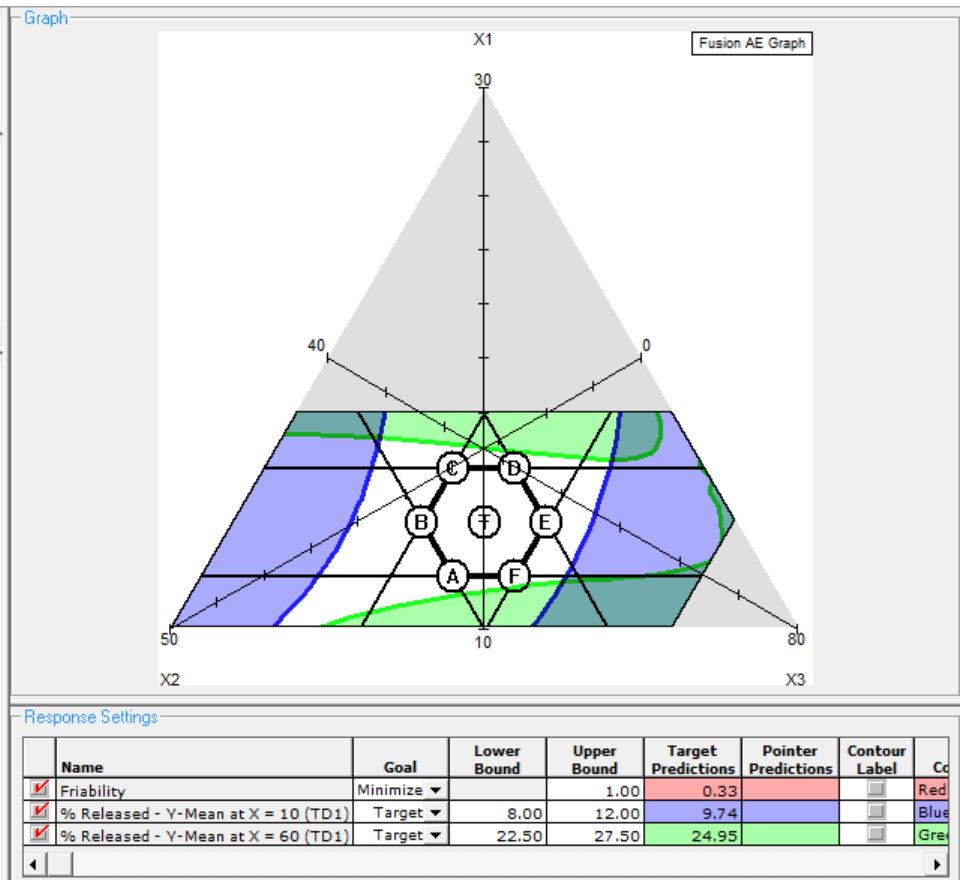 Graph
X1
Fusion AE Graph
30
40
0
C
D
B
T
E
A
F
50
10
80
X2
X3
Response Settings
Name Goal Lower Bound Upper Bound Target Predictions Pointer Predictions Contour Label Co
Friability Minimize 1.00 0.33 Red
% Released - Y-Mean at X = 10 (TD1) Target 8.00 12.00 9.74 Blue
% Released - Y-Mean at X = 60 (TD1) Target 22.50 27.50 24.95 Gree